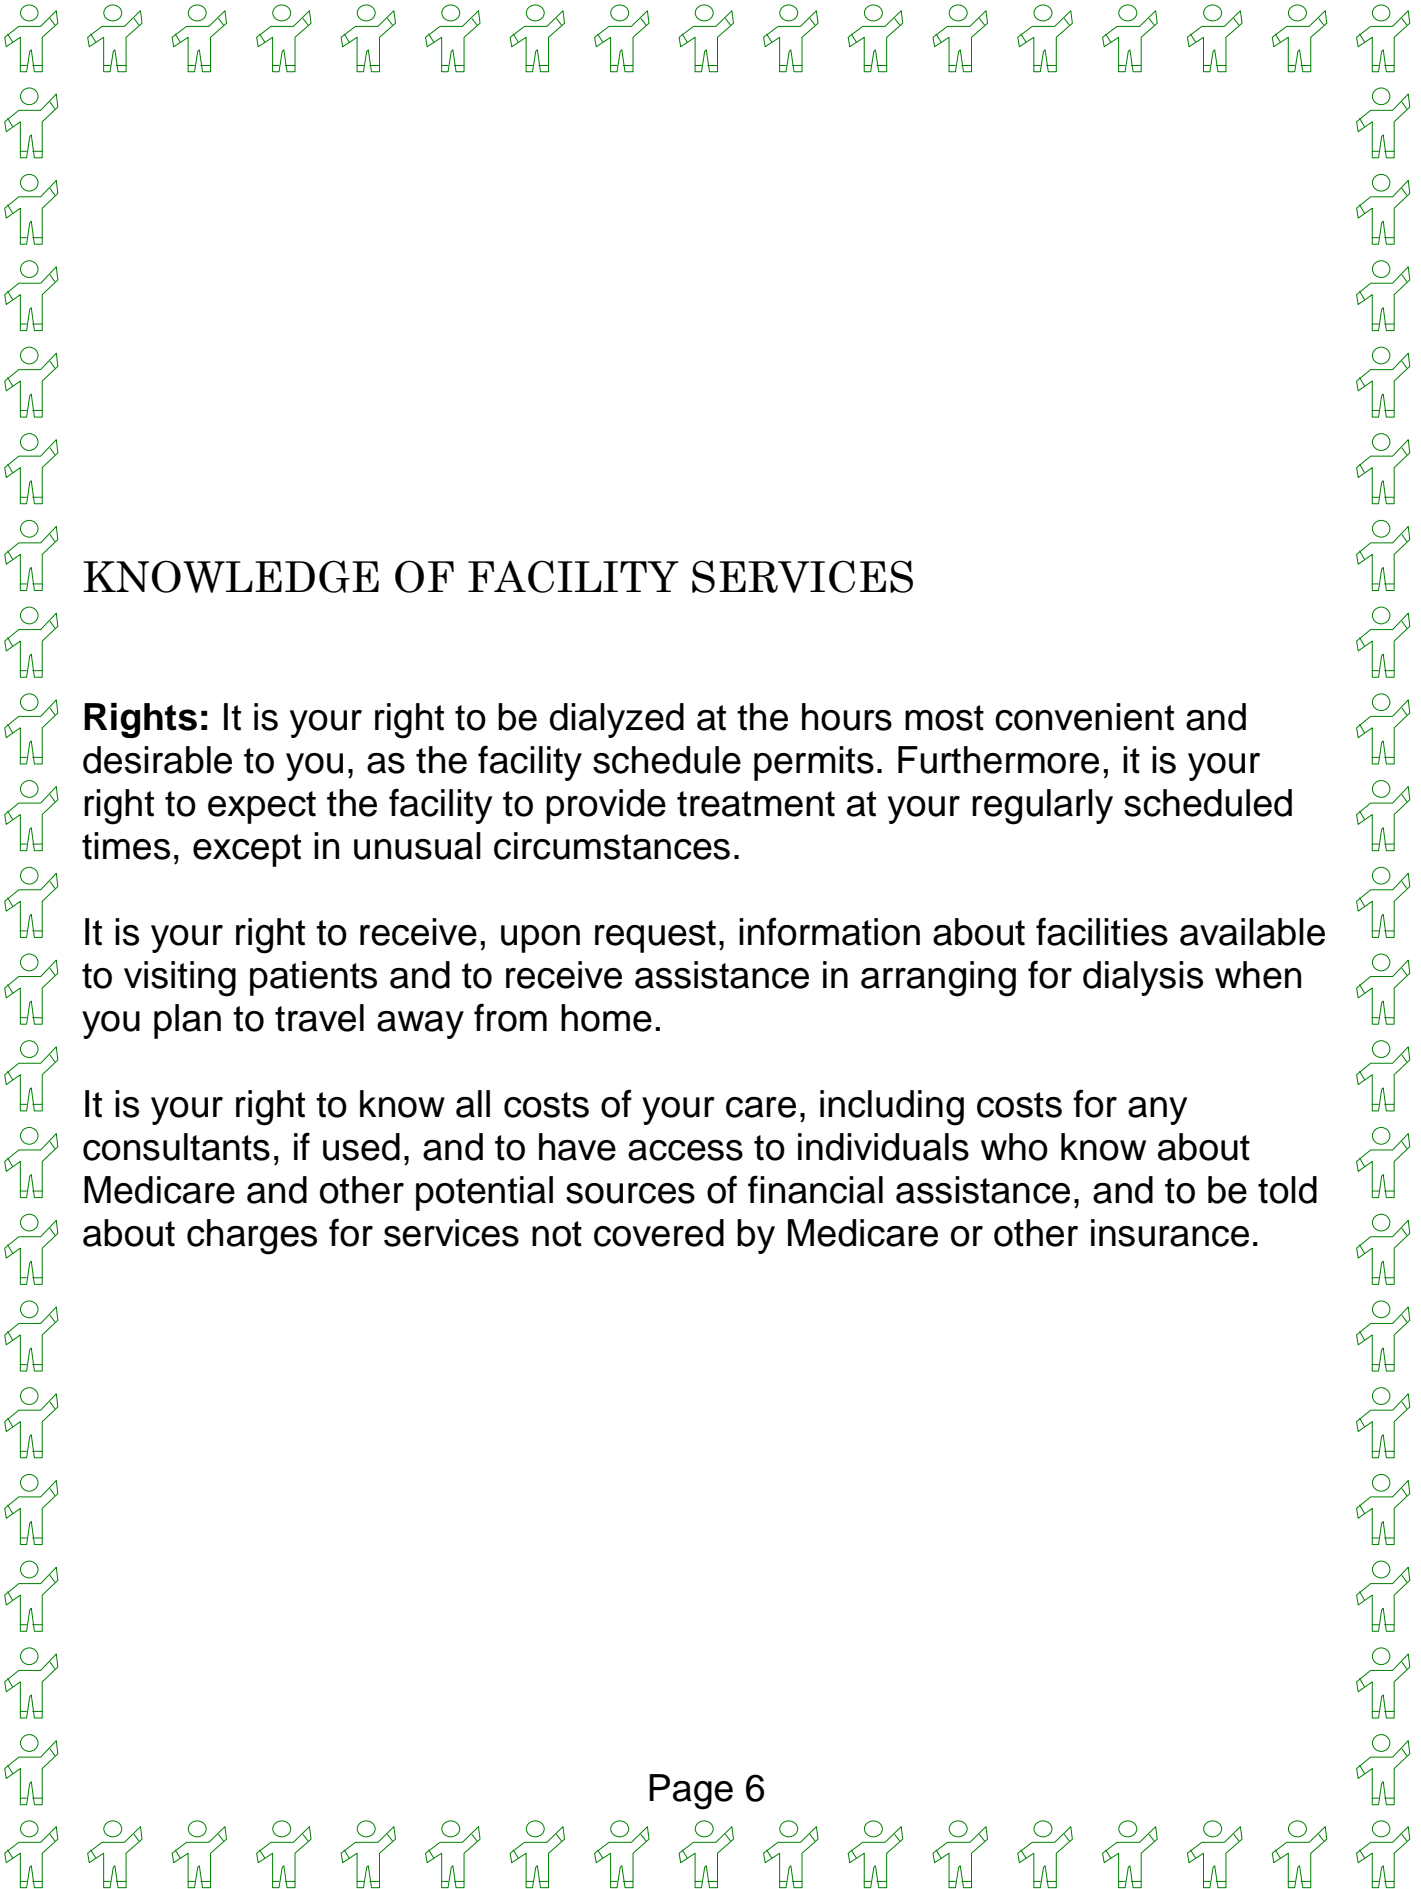 KNOWLEDGE OF FACILITY SERVICES
Rights: It is your right to be dialyzed at the hours most convenient and
desirable to you, as the facility schedule permits. Furthermore, it is your
right to expect the facility to provide treatment at your regularly scheduled
times, except in unusual circumstances.
It is your right to receive, upon request, information about facilities available
to visiting patients and to receive assistance in arranging for dialysis when
you plan to travel away from home.
It is your right to know all costs of your care, including costs for any
consultants, if used, and to have access to individuals who know about
Medicare and other potential sources of financial assistance, and to be told
about charges for services not covered by Medicare or other insurance.
Page 6